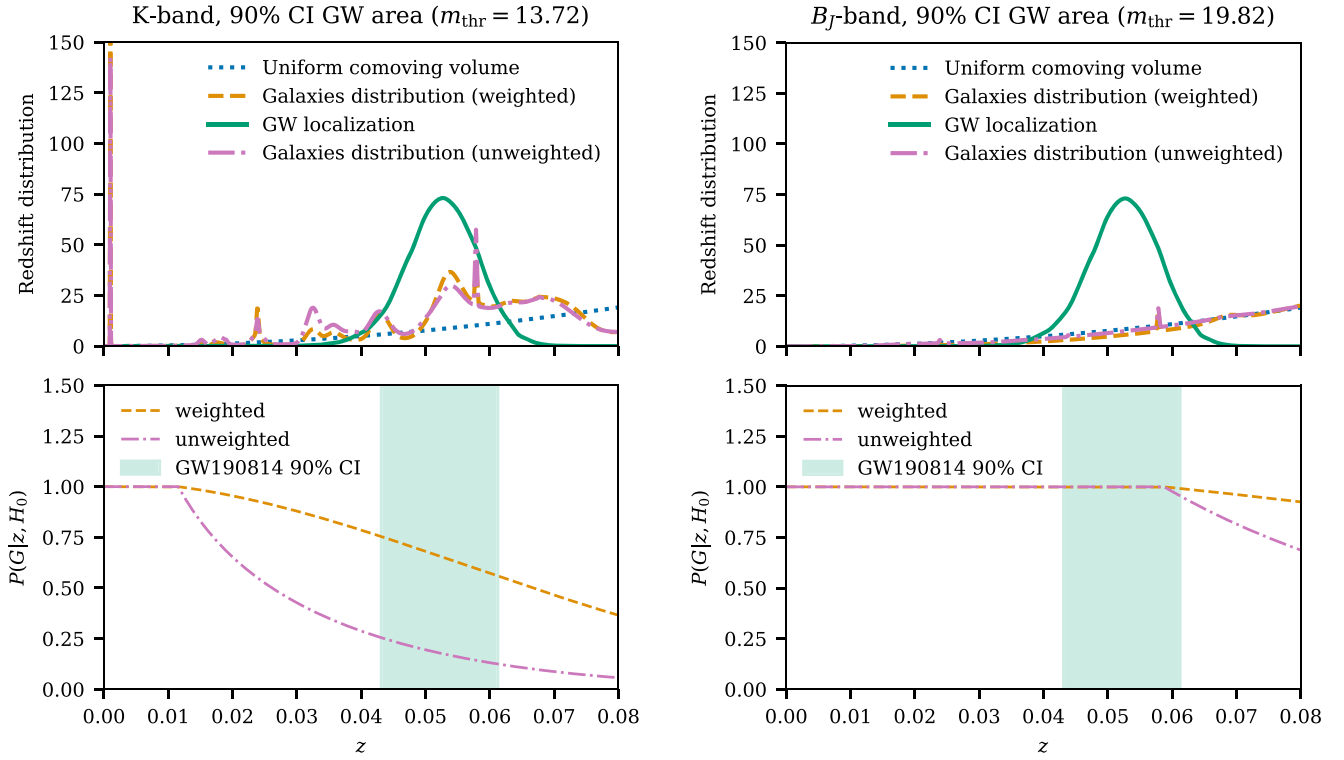 K-band, 90% CI GW area (m_thr = 13.72)
150
125
100
75
50
25
0
Redshift distribution
Uniform comoving volume
Galaxies distribution (weighted)
GW localization
Galaxies distribution (unweighted)
B_J-band, 90% CI GW area (m_thr = 19.82)
150
125
100
75
50
25
0
Redshift distribution
Uniform comoving volume
Galaxies distribution (weighted)
GW localization
Galaxies distribution (unweighted)
1.50
1.25
1.00
0.75
0.50
0.25
0.00
P(G|z, H_0)
weighted
unweighted
GW190814 90% CI
0.00 0.01 0.02 0.03 0.04 0.05 0.06 0.07 0.08
z
1.50
1.25
1.00
0.75
0.50
0.25
0.00
P(G|z, H_0)
weighted
unweighted
GW190814 90% CI
0.00 0.01 0.02 0.03 0.04 0.05 0.06 0.07 0.08
z